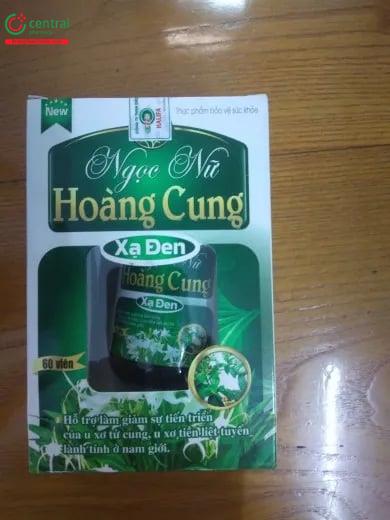 central
New
HALIFA
Thực phẩm bảo vệ sức khỏe
Ngọc Nữ
Hoàng Cung
Xạ Đen
Nữ
Hoàng Cung
Xạ Đen
60 viên
Hỗ trợ làm giảm sự tiến triển
của u xơ tử cung, u xơ tiền liệt tuyến
lành tính ở nam giới.